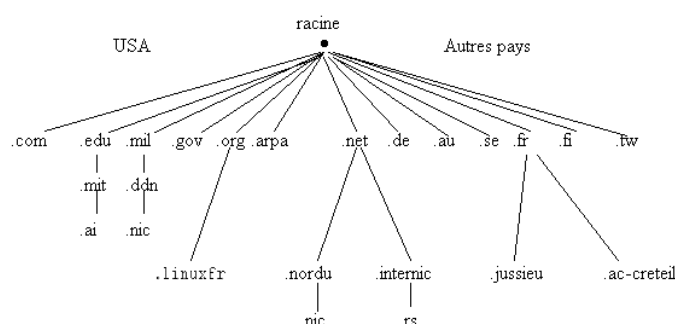 racine
USA Autres pays
.com .edu .mil .gov .org .arpa .net .de .au .se .fr .fi .tw
.mit .ddn
.ai .nic
.linuxfr .nordu .internic .jussieu .ac-creteil
nic rs